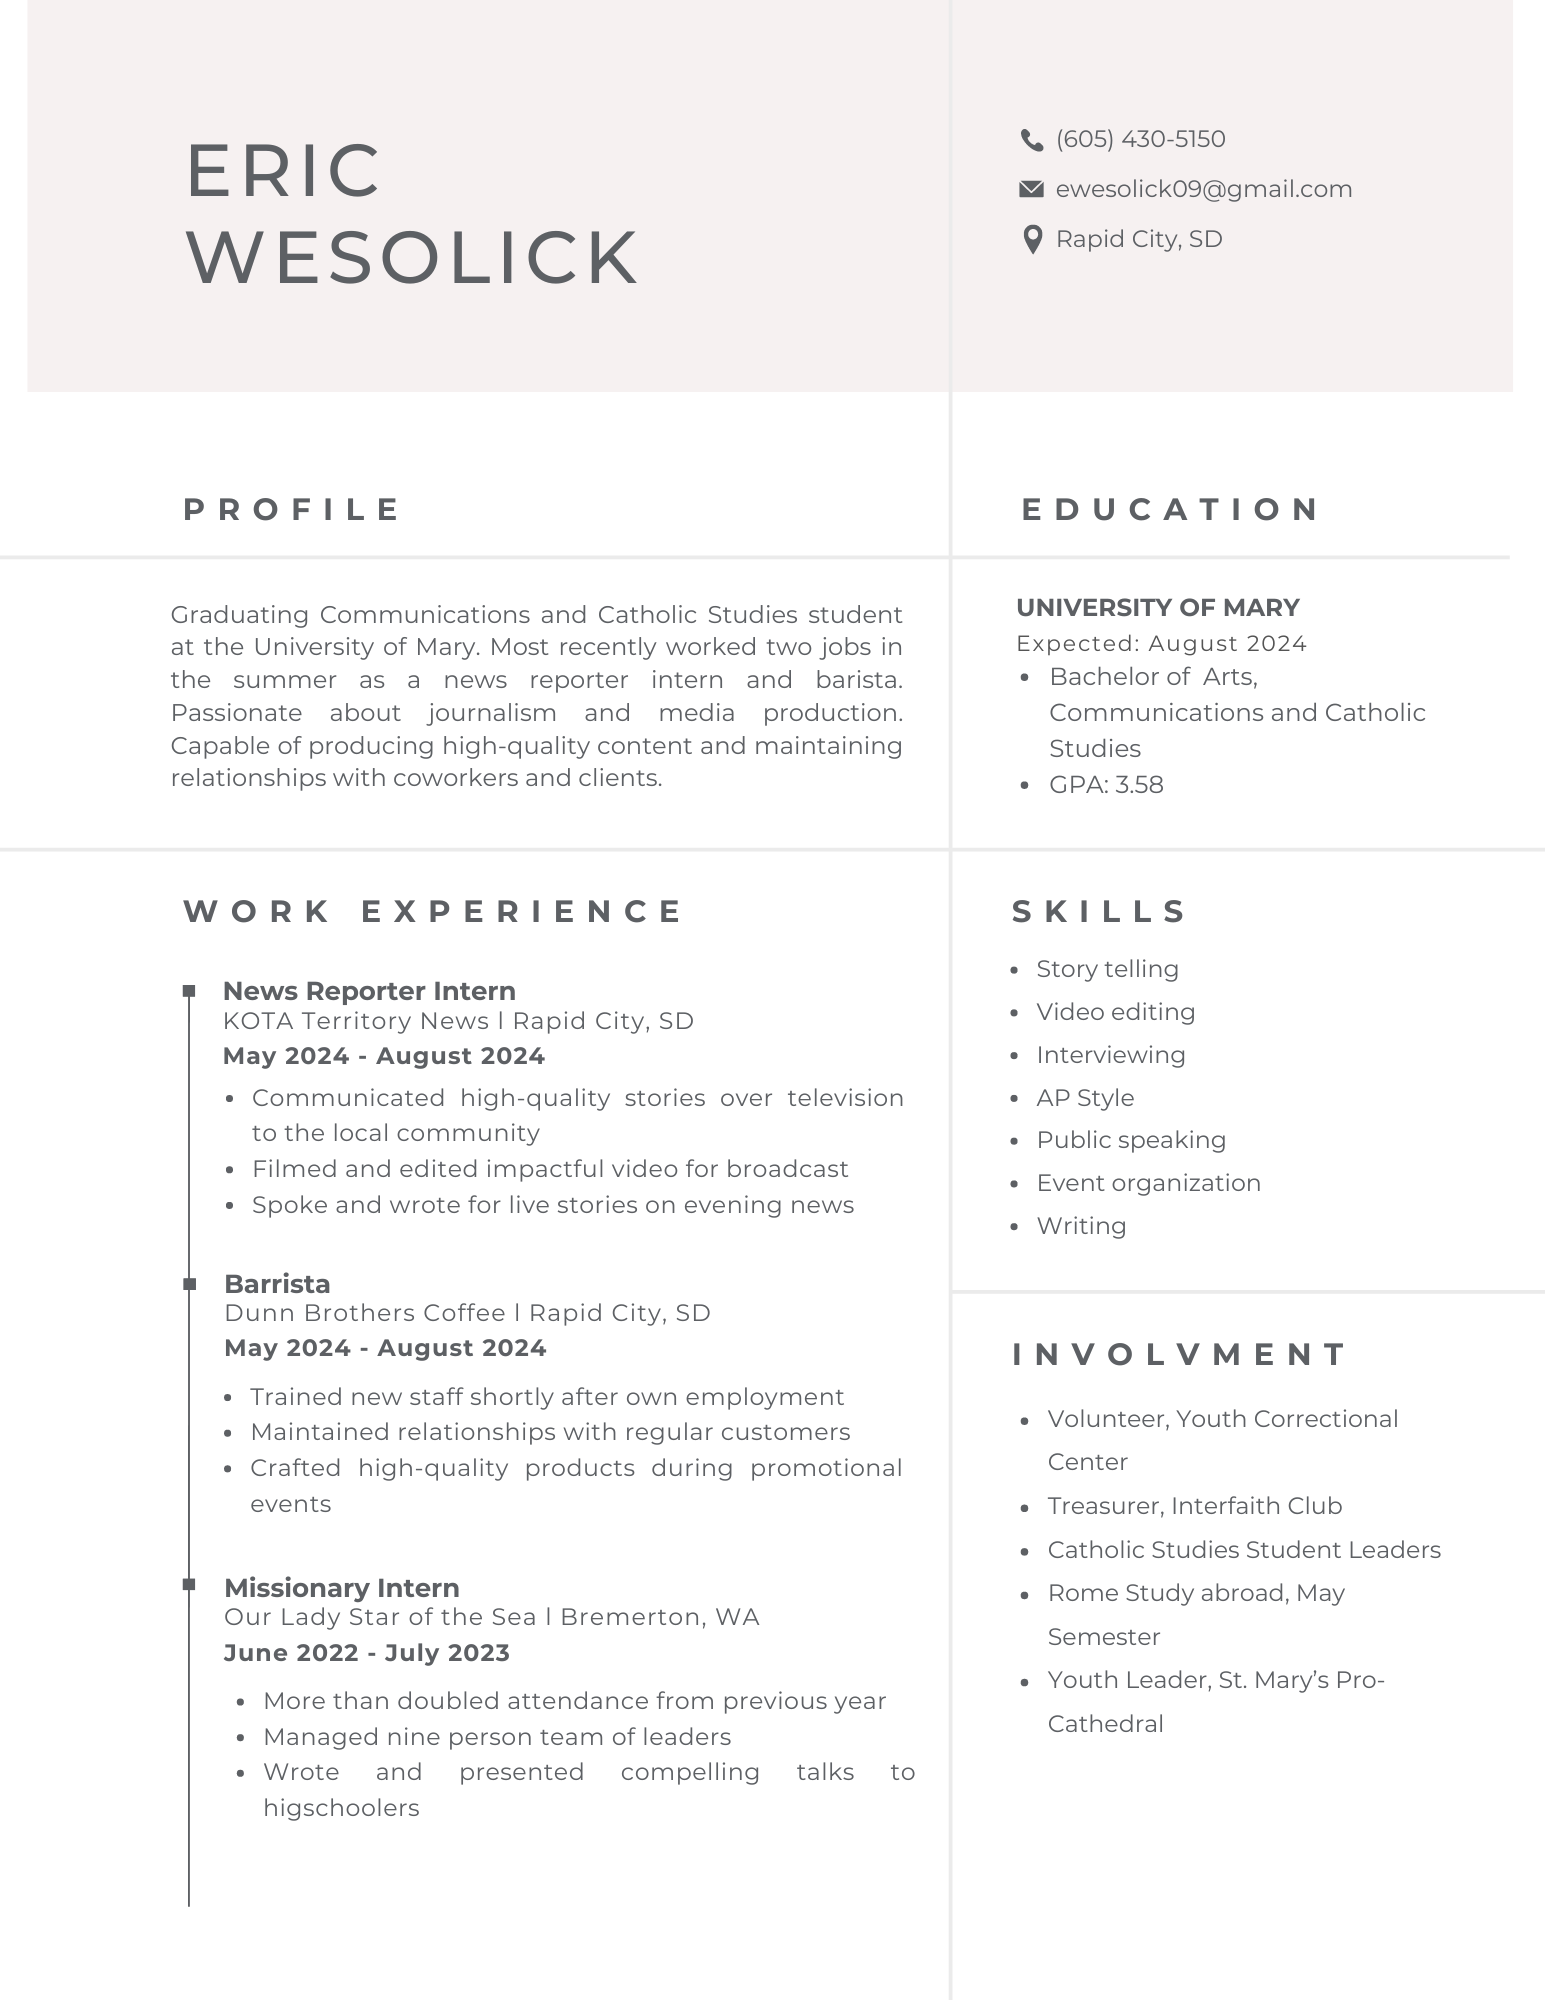 ERIC
WESOLICK
(605) 430-5150
ewesolick09@gmail.com
Rapid City, SD
PROFILE
Graduating Communications and Catholic Studies student
at the University of Mary. Most recently worked two jobs in
the summer as a news reporter intern and barista.
Passionate about journalism and media production.
Capable of producing high-quality content and maintaining
relationships with coworkers and clients.
EDUCATION
UNIVERSITY OF MARY
Expected: August 2024
• Bachelor of Arts,
Communications and Catholic
Studies
• GPA: 3.58
WORK EXPERIENCE
News Reporter Intern
KOTA Territory News l Rapid City, SD
May 2024 - August 2024
• Communicated high-quality stories over television
to the local community
• Filmed and edited impactful video for broadcast
• Spoke and wrote for live stories on evening news
Barrista
Dunn Brothers Coffee l Rapid City, SD
May 2024 - August 2024
• Trained new staff shortly after own employment
• Maintained relationships with regular customers
• Crafted high-quality products during promotional
events
Missionary Intern
Our Lady Star of the Sea l Bremerton, WA
June 2022 - July 2023
• More than doubled attendance from previous year
• Managed nine person team of leaders
• Wrote and presented compelling talks to
higschoolers
SKILLS
• Story telling
• Video editing
• Interviewing
• AP Style
• Public speaking
• Event organization
• Writing
INVOLVMENT
• Volunteer, Youth Correctional
Center
• Treasurer, Interfaith Club
• Catholic Studies Student Leaders
• Rome Study abroad, May
Semester
• Youth Leader, St. Mary's Pro-
Cathedral